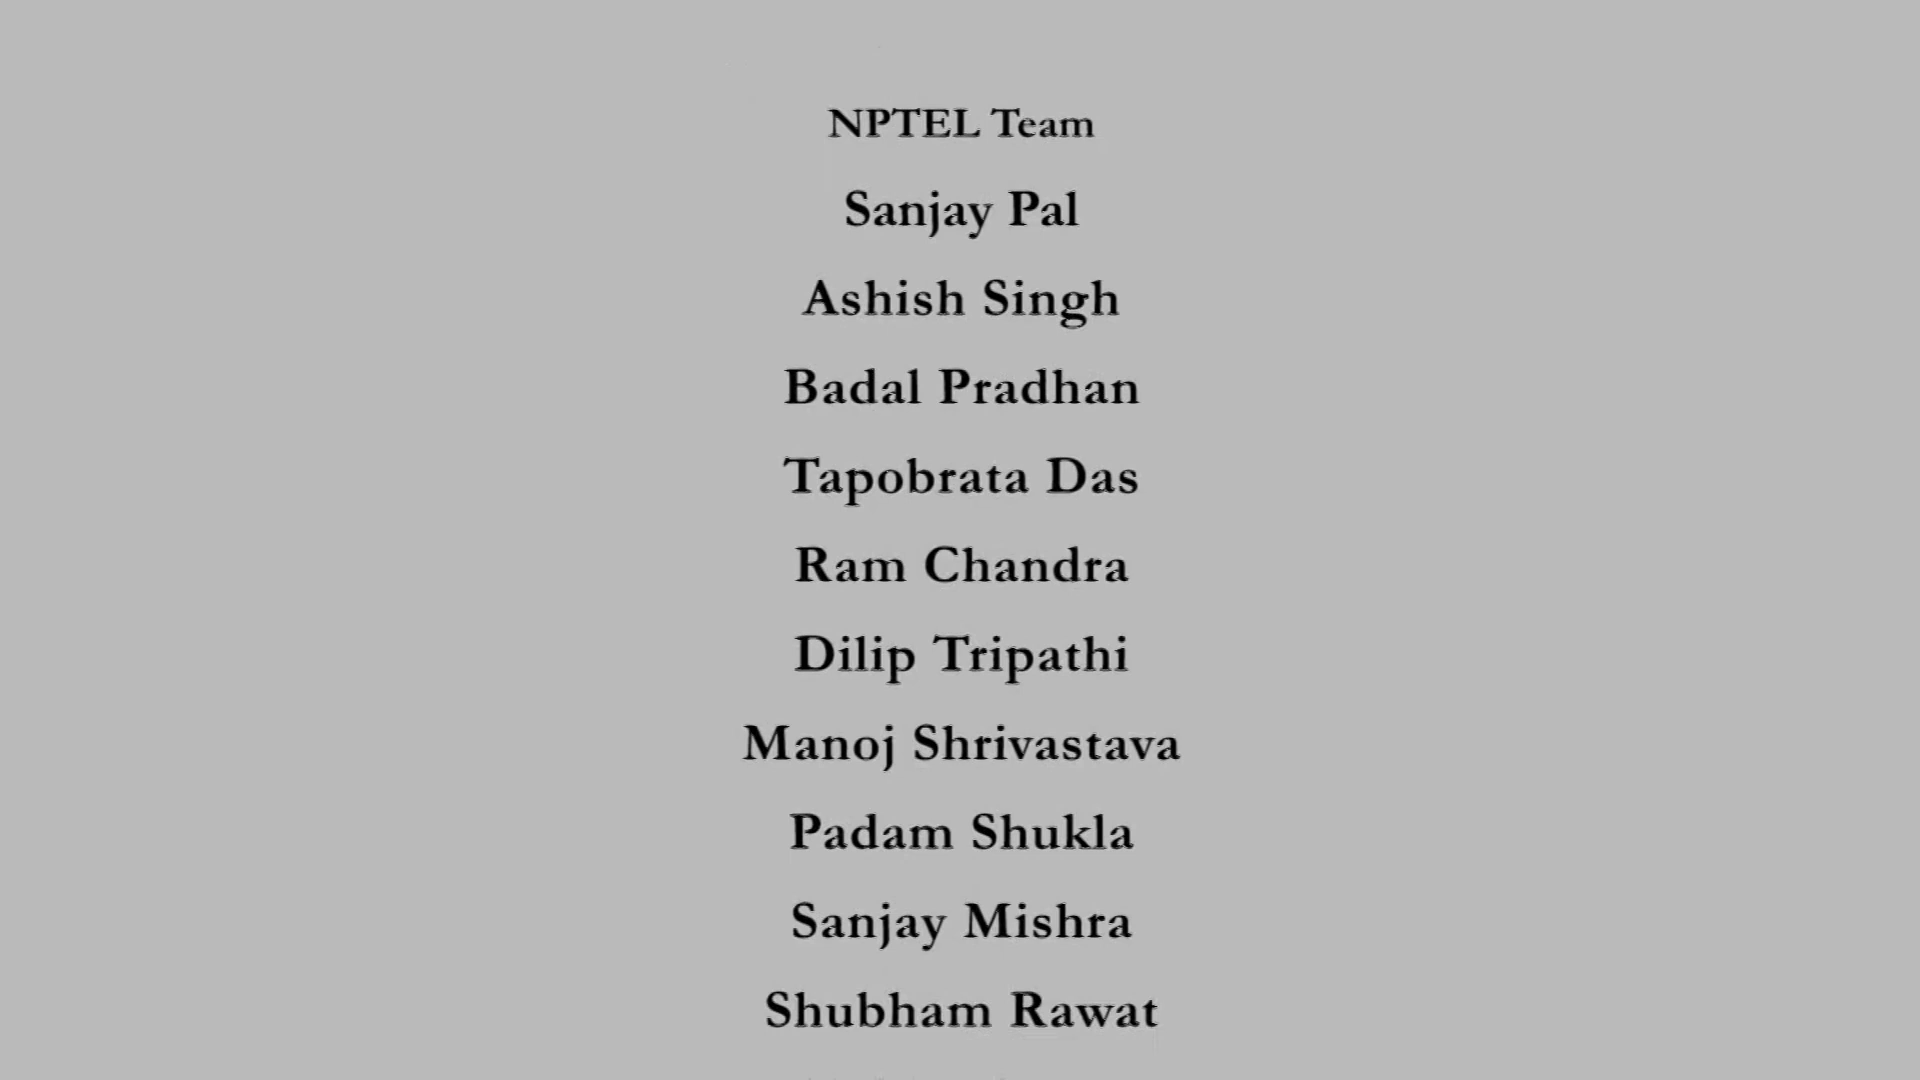 NPTEL Team
Sanjay Pal
Ashish Singh
Badal Pradhan
Tapobrata Das
Ram Chandra
Dilip Tripathi
Manoj Shrivastava
Padam Shukla
Sanjay Mishra
Shubham Rawat